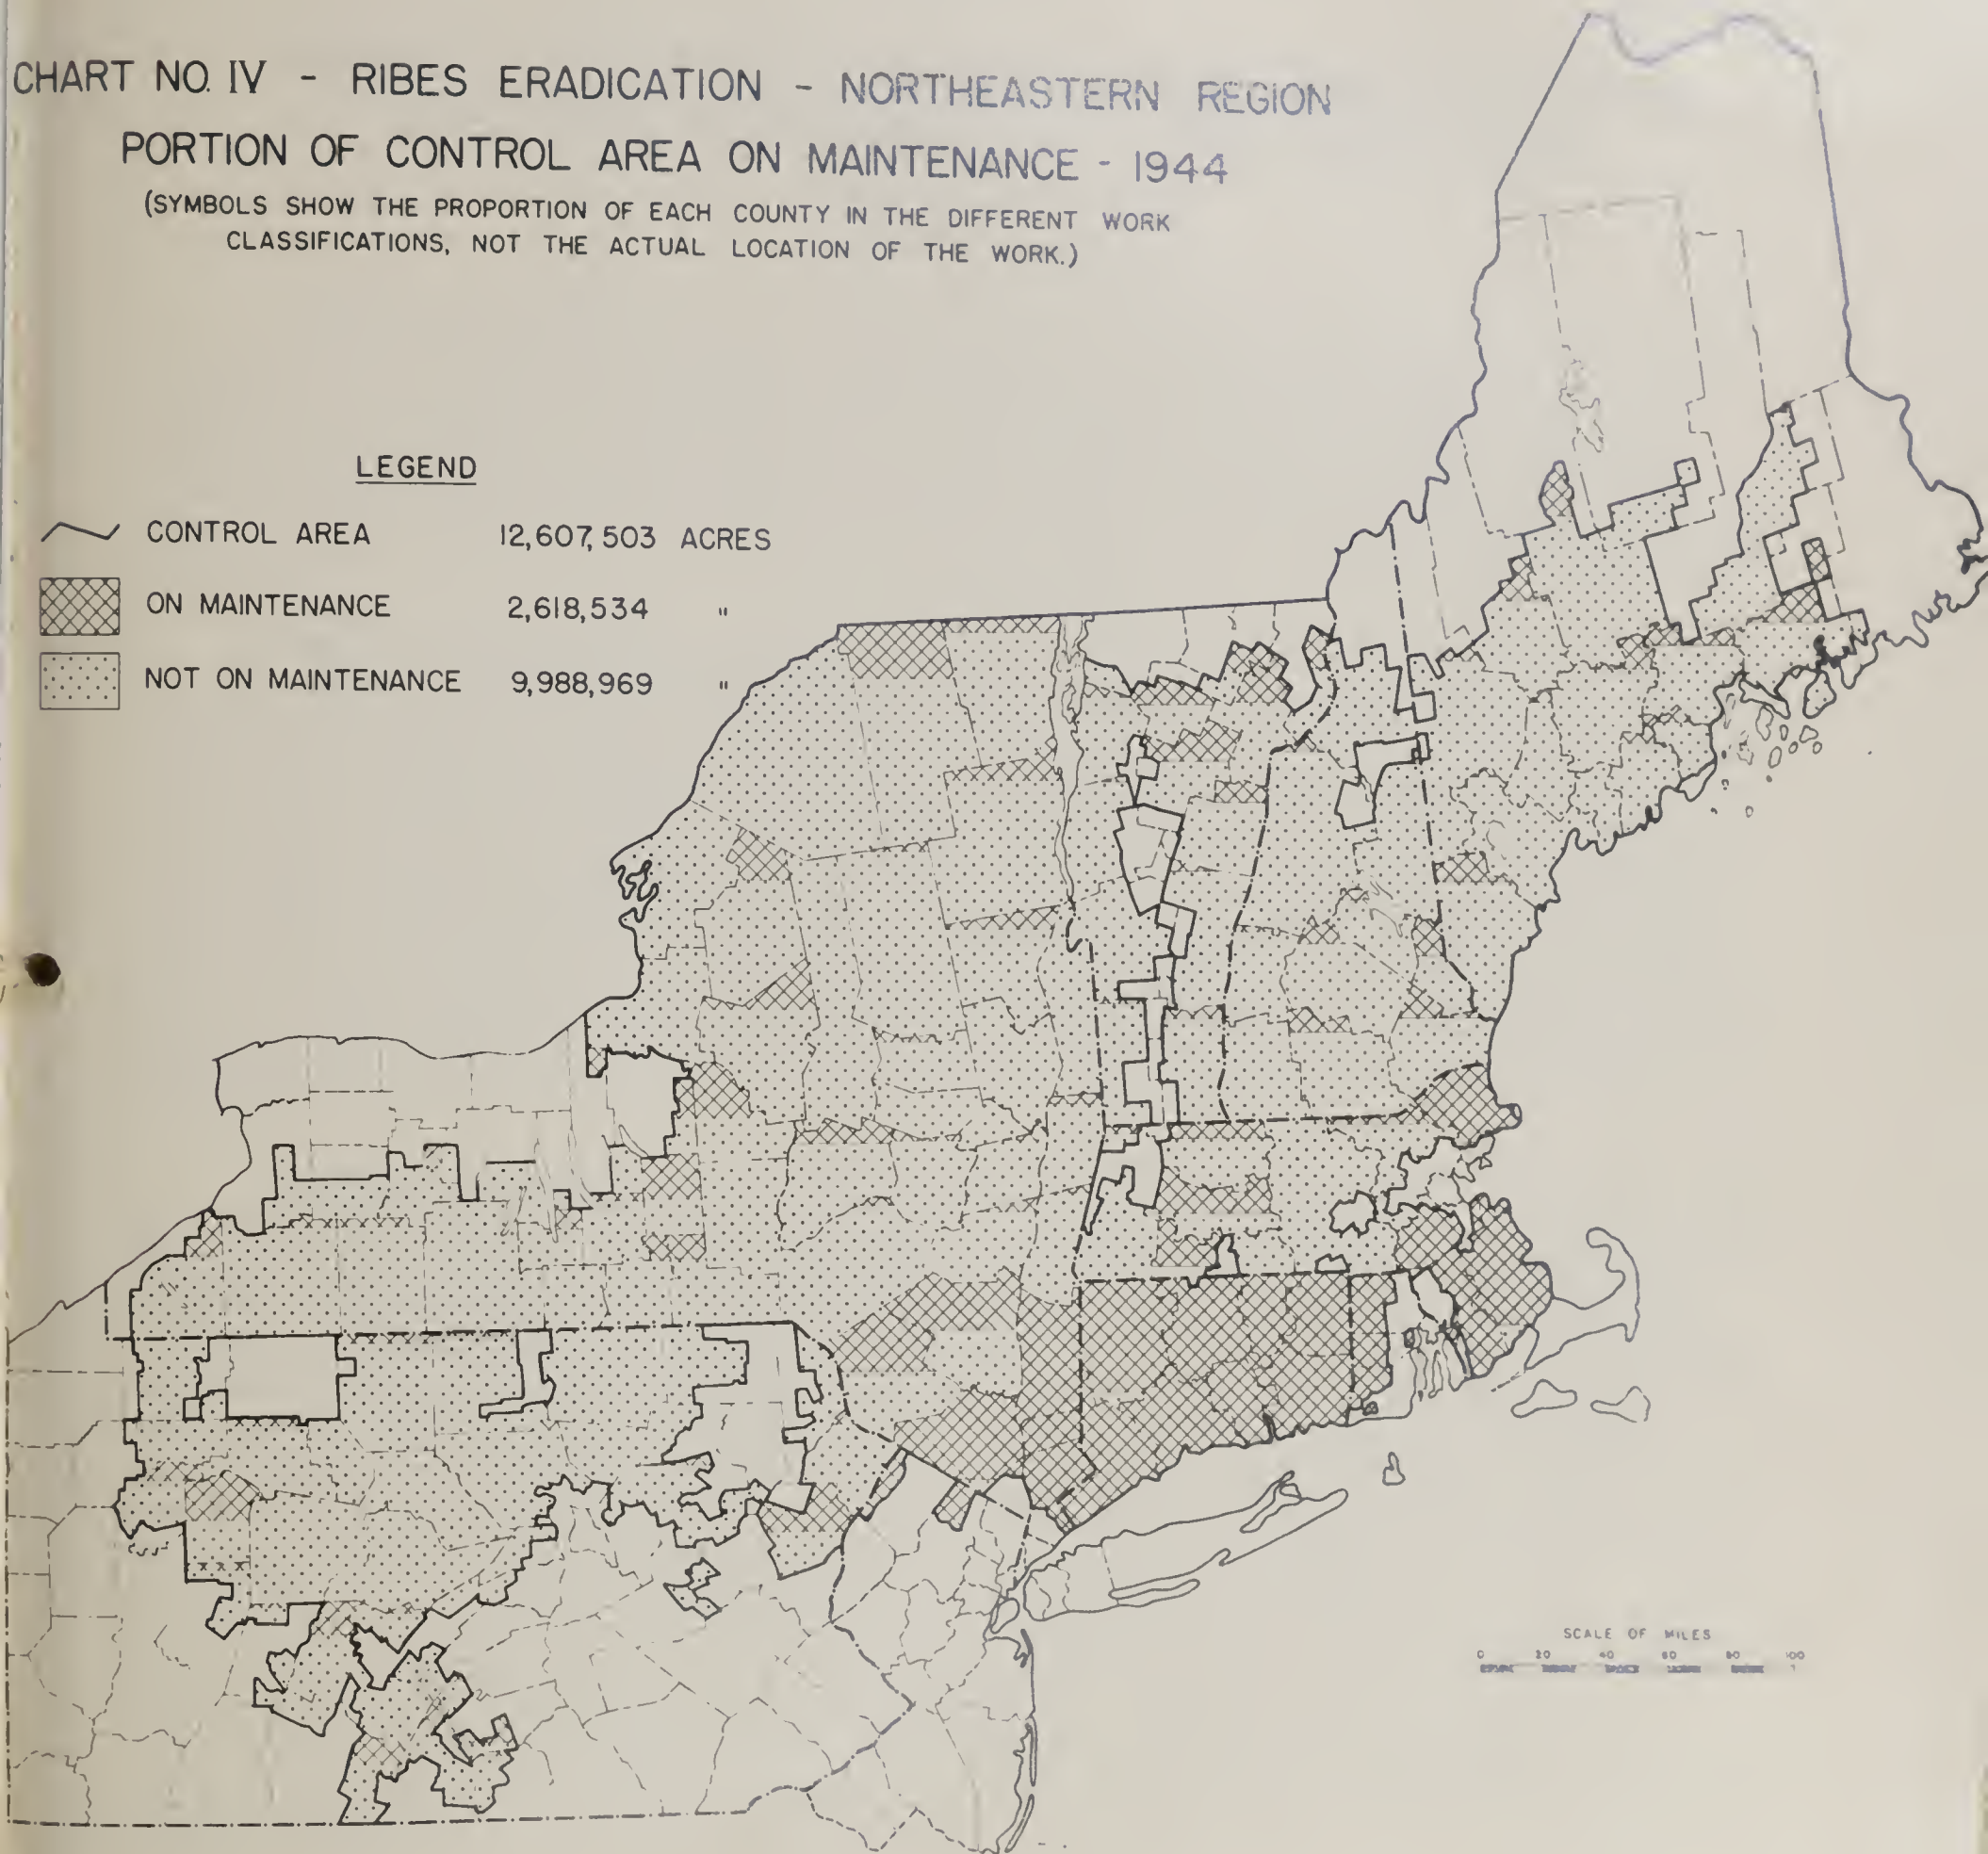 CHART NO. IV - RIBES ERADICATION - NORTHEASTERN REGION
PORTION OF CONTROL AREA ON MAINTENANCE - 1944
(SYMBOLS SHOW THE PROPORTION OF EACH COUNTY IN THE DIFFERENT WORK
CLASSIFICATIONS, NOT THE ACTUAL LOCATION OF THE WORK.)
LEGEND
CONTROL AREA 12,607,503 ACRES
ON MAINTENANCE 2,618,534 "
NOT ON MAINTENANCE 9,988,969 "
SCALE OF MILES
0 20 40 60 80 100